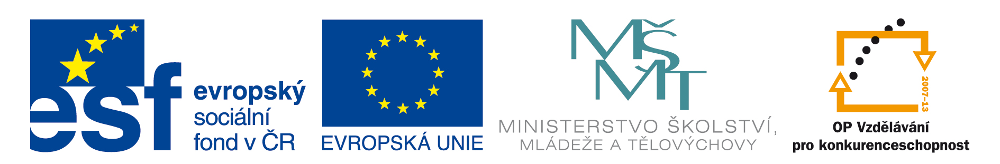 esf
evropský
sociální
fond v ČR
EVROPSKÁ UNIE
MŠMT
MINISTERSTVO ŠKOLSTVÍ,
MLÁDEŽE A TĚLOVÝCHOVY
2007-13
OP Vzdělávání
pro konkurenceschopnost